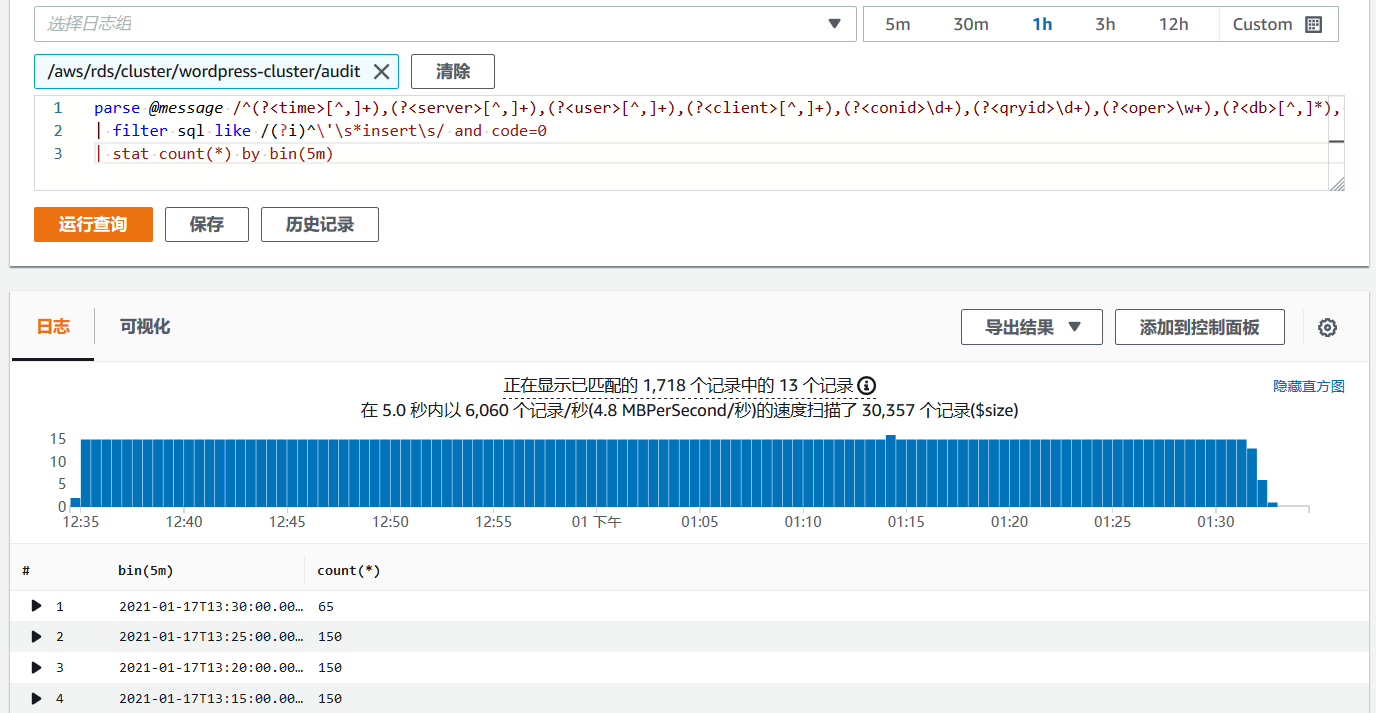 选择日志组
5m 30m 1h 3h 12h Custom
/aws/rds/cluster/wordpress-cluster/audit
清除
1 parse @message /^(?<time>[^,]+),(?<server>[^,]+),(?<user>[^,]+),(?<client>[^,]+),(?<conid>\d+),(?<qryid>\d+),(?<oper>\w+),(?<db>[^,]*),
2 | filter sql like /(?i)^\'\s*insert\s/ and code=0
3 | stat count(*) by bin(5m)
运行查询 保存 历史记录
日志 可视化 导出结果 添加到控制面板
正在显示已匹配的 1,718 个记录中的 13 个记录
隐藏直方图
在 5.0 秒内以 6,060 个记录/秒(4.8 MBPerSecond/秒)的速度扫描了 30,357 个记录($size)
15
10
5
0
12:35 12:40 12:45 12:50 12:55 01 下午 01:05 01:10 01:15 01:20 01:25 01:30
# bin(5m) count(*)
1 2021-01-17T13:30:00.00… 65
2 2021-01-17T13:25:00.00… 150
3 2021-01-17T13:20:00.00… 150
4 2021-01-17T13:15:00.00… 150